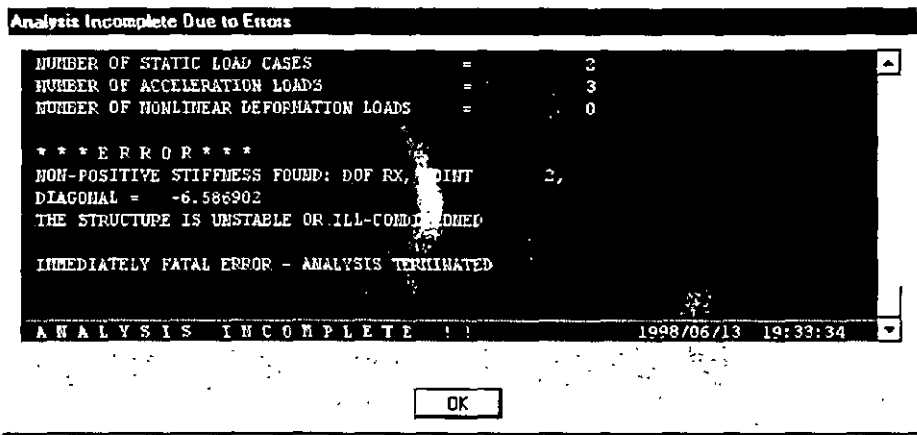 Analysis Incomplete Due to Errors
NUMBER OF STATIC LOAD CASES = 2
NUMBER OF ACCELERATION LOADS = 3
NUMBER OF NONLINEAR DEFORMATION LOADS = 0
* * * E R R O R * * *
NON-POSITIVE STIFFNESS FOUND: DOF RX, JOINT 2,
DIAGONAL = -6.586902
THE STRUCTURE IS UNSTABLE OR ILL-CONDITIONED
IMMEDIATELY FATAL ERROR - ANALYSIS TERMINATED
A N A L Y S I S I N C O M P L E T E ! ! 1998/06/13 19:33:34
OK